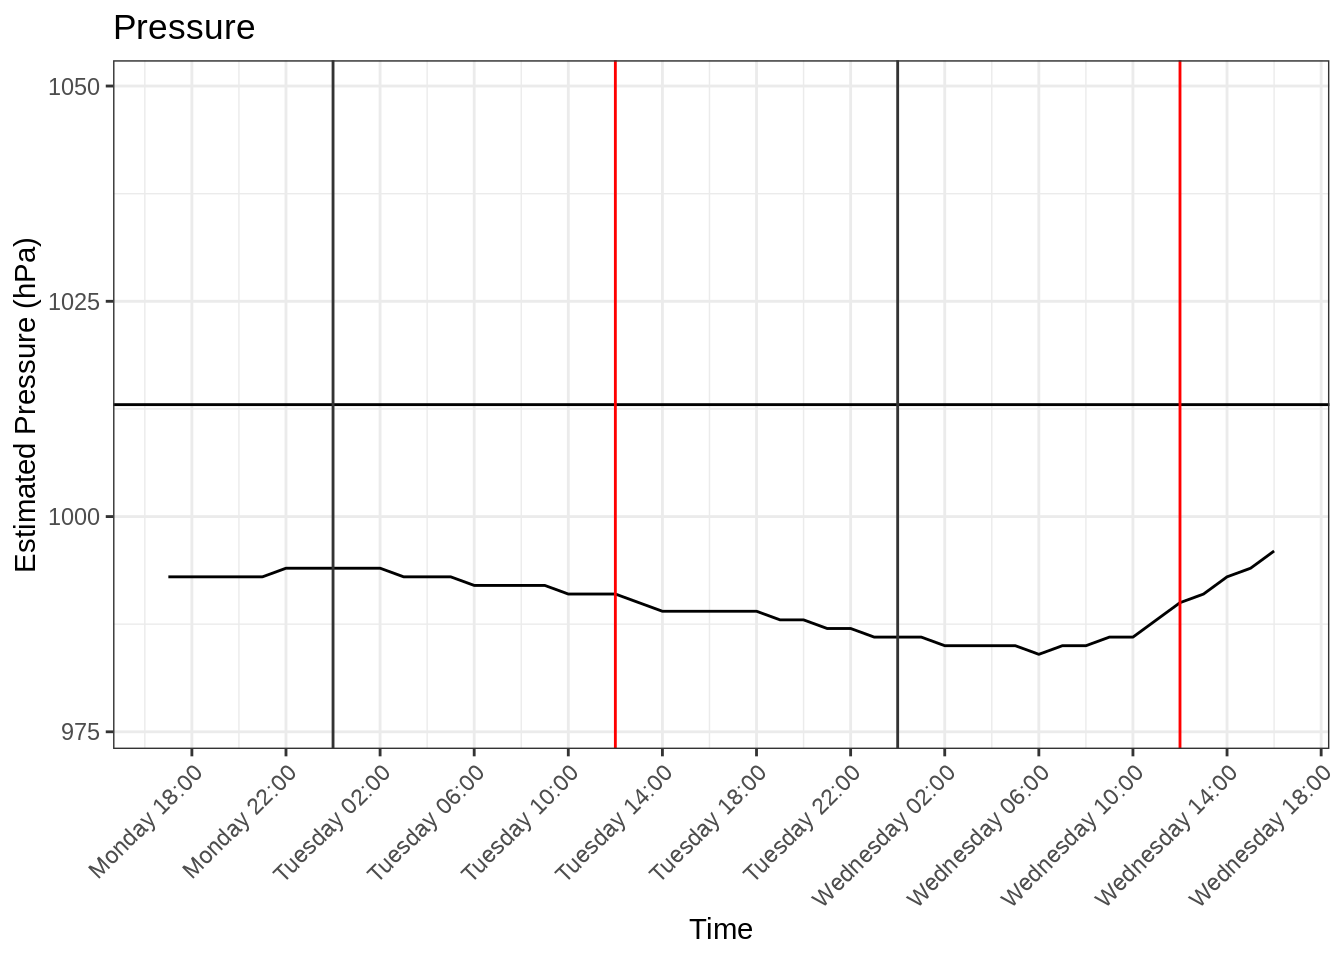 Pressure
Estimated Pressure (hPa)
1050
1025
1000
975
Monday 18:00
Monday 22:00
Tuesday 02:00
Tuesday 06:00
Tuesday 10:00
Tuesday 14:00
Tuesday 18:00
Tuesday 22:00
Wednesday 02:00
Wednesday 06:00
Wednesday 10:00
Wednesday 14:00
Wednesday 18:00
Time